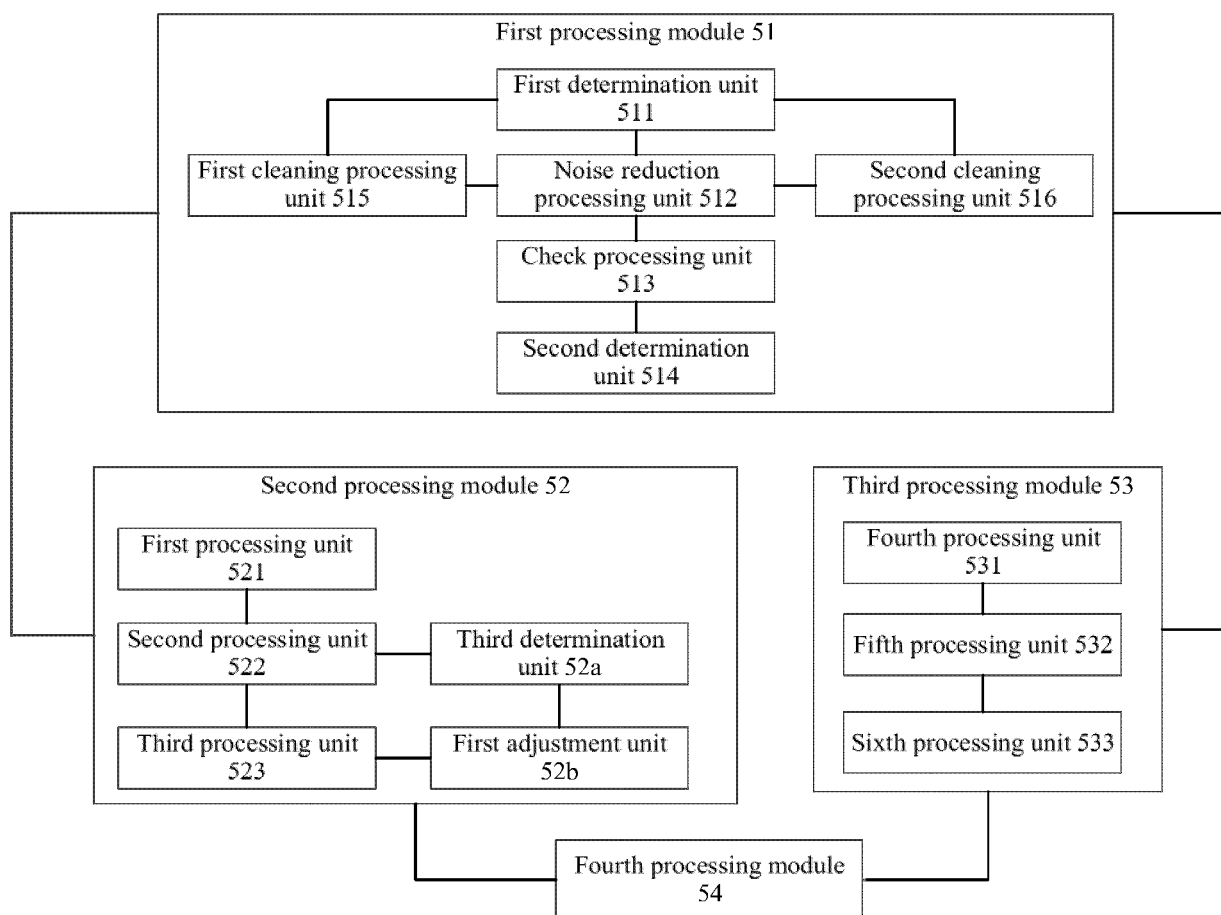 First processing module 51
First determination unit
511
First cleaning processing
unit 515
Noise reduction
processing unit 512
Second cleaning
processing unit 516
Check processing unit
513
Second determination
unit 514
Second processing module 52
First processing unit
521
Second processing unit
522
Third determination
unit 52a
Third processing unit
523
First adjustment unit
52b
Third processing module 53
Fourth processing unit
531
Fifth processing unit 532
Sixth processing unit 533
Fourth processing module
54